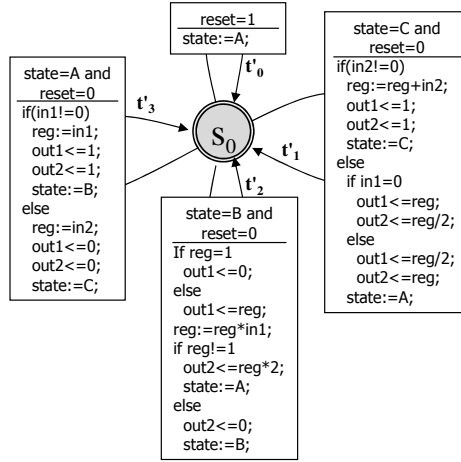 reset=1
state:=A;
t'0
state=A and
reset=0
if(in1!=0)
reg:=in1;
out1<=1;
out2<=1;
state:=B;
else
reg:=in2;
out1<=0;
out2<=0;
state:=C;
t'3
S0
t'1
t'2
state=C and
reset=0
if(in2!=0)
reg:=reg+in2;
out1<=1;
out2<=1;
state:=C;
else
if in1=0
out1<=reg;
out2<=reg/2;
else
out1<=reg/2;
out2<=reg;
state:=A;
state=B and
reset=0
If reg=1
out1<=0;
else
out1<=reg;
reg:=reg*in1;
if reg!=1
out2<=reg*2;
state:=A;
else
out2<=0;
state:=B;